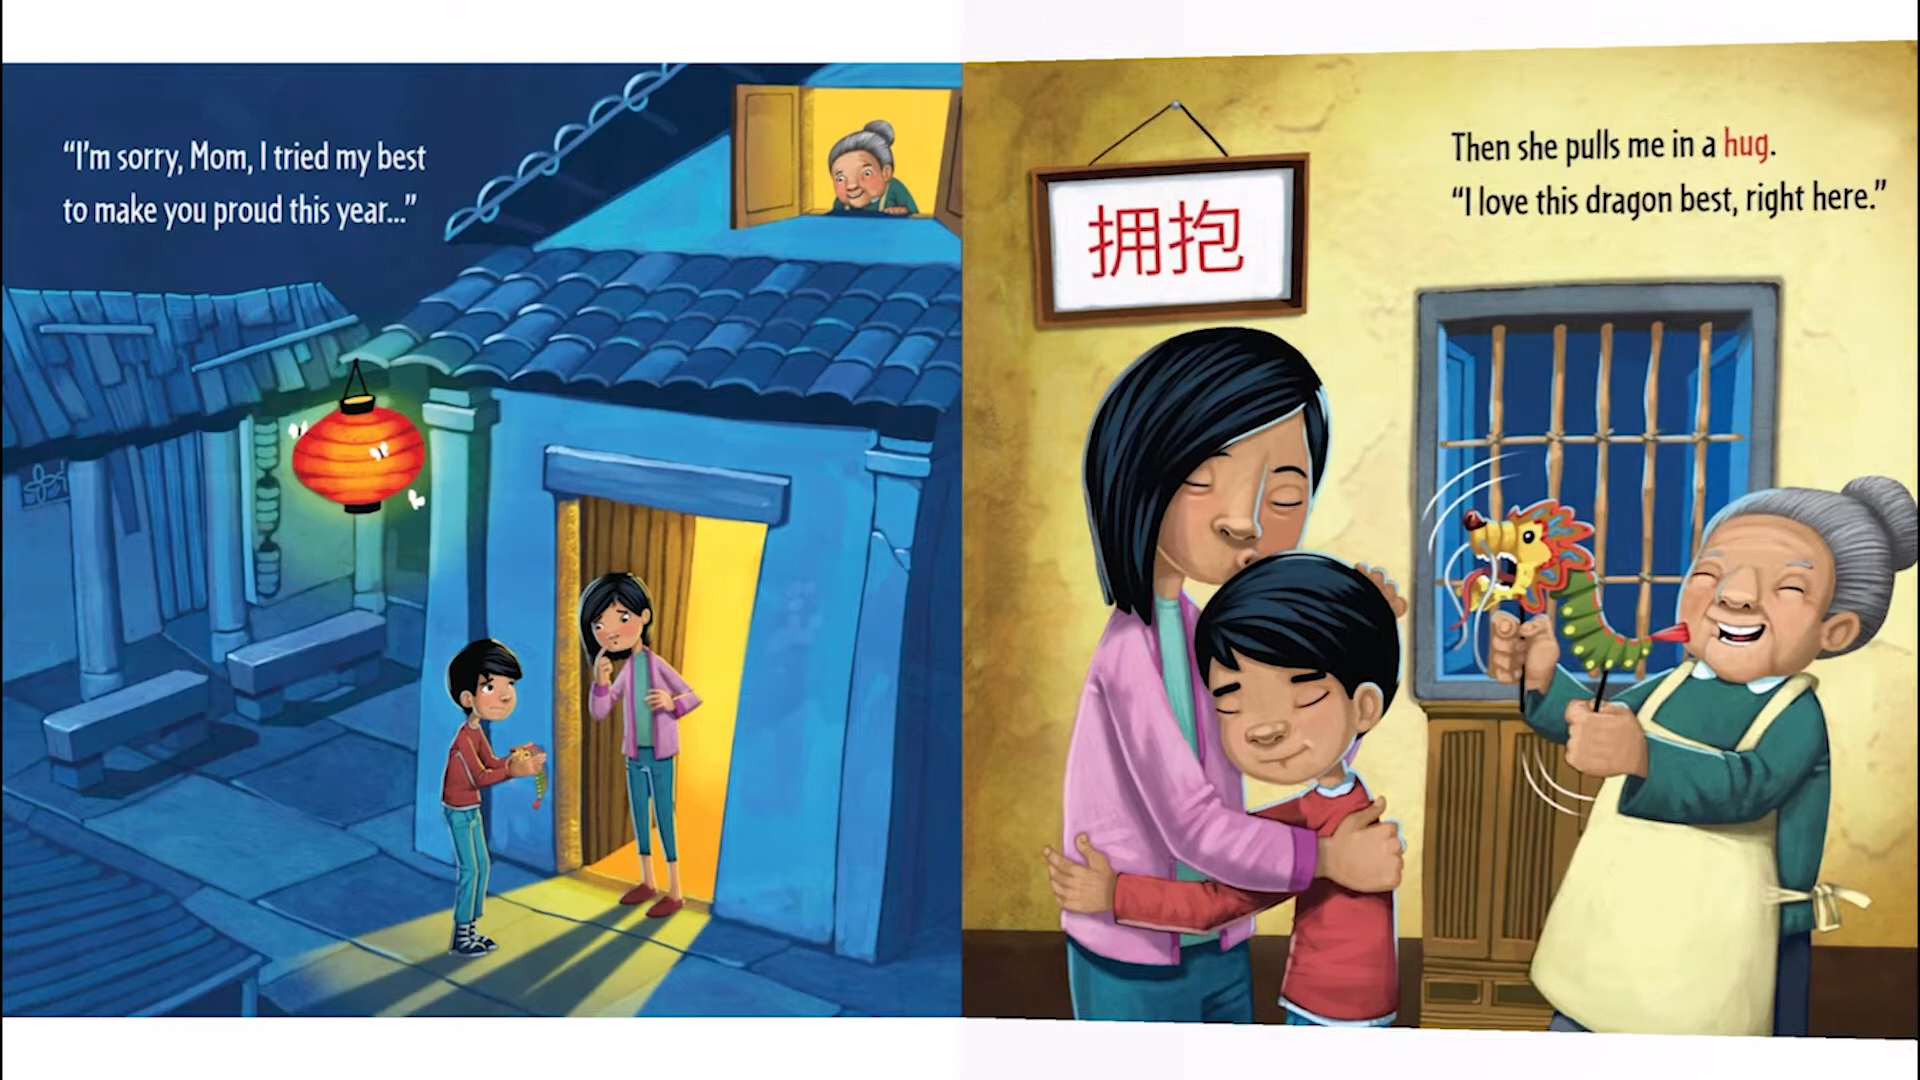 “I’m sorry, Mom, I tried my best
to make you proud this year...”
拥抱
Then she pulls me in a hug.
“I love this dragon best, right here.”